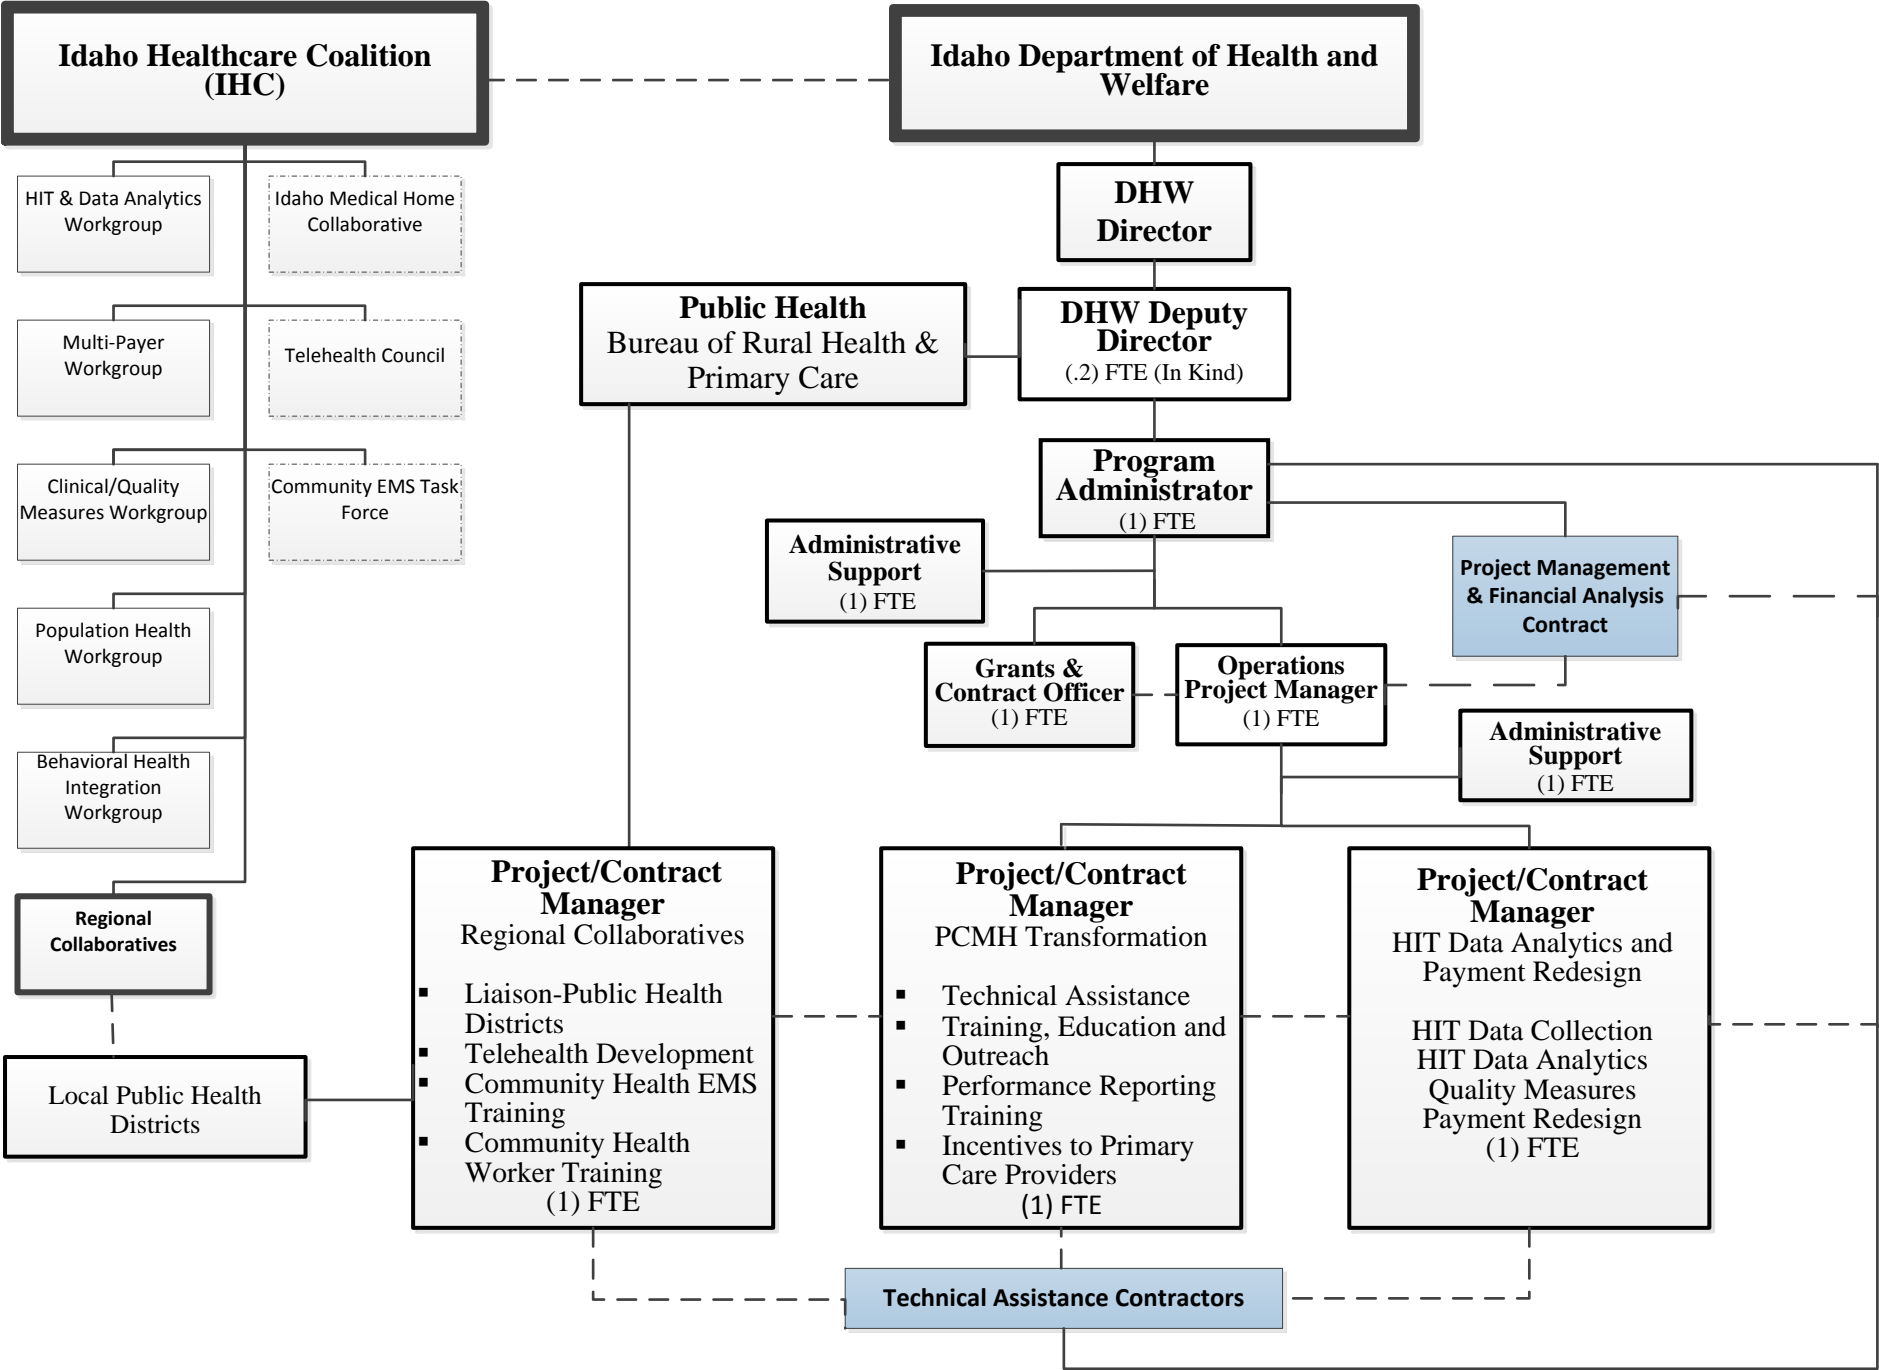 Idaho Healthcare Coalition
(IHC)
Idaho Department of Health and
Welfare
HIT & Data Analytics
Workgroup
Idaho Medical Home
Collaborative
DHW
Director
Multi-Payer
Workgroup
Telehealth Council
Public Health
Bureau of Rural Health &
Primary Care
DHW Deputy
Director
(.2) FTE (In Kind)
Clinical/Quality
Measures Workgroup
Community EMS Task
Force
Program
Administrator
(1) FTE
Administrative
Support
(1) FTE
Project Management
& Financial Analysis
Contract
Population Health
Workgroup
Grants &
Contract Officer
(1) FTE
Operations
Project Manager
(1) FTE
Behavioral Health
Integration
Workgroup
Administrative
Support
(1) FTE
Regional
Collaboratives
Local Public Health
Districts
Project/Contract
Manager
Regional Collaboratives
▪ Liaison-Public Health
Districts
▪ Telehealth Development
▪ Community Health EMS
Training
▪ Community Health
Worker Training
(1) FTE
Project/Contract
Manager
PCMH Transformation
▪ Technical Assistance
▪ Training, Education and
Outreach
▪ Performance Reporting
Training
▪ Incentives to Primary
Care Providers
(1) FTE
Project/Contract
Manager
HIT Data Analytics and
Payment Redesign
HIT Data Collection
HIT Data Analytics
Quality Measures
Payment Redesign
(1) FTE
Technical Assistance Contractors